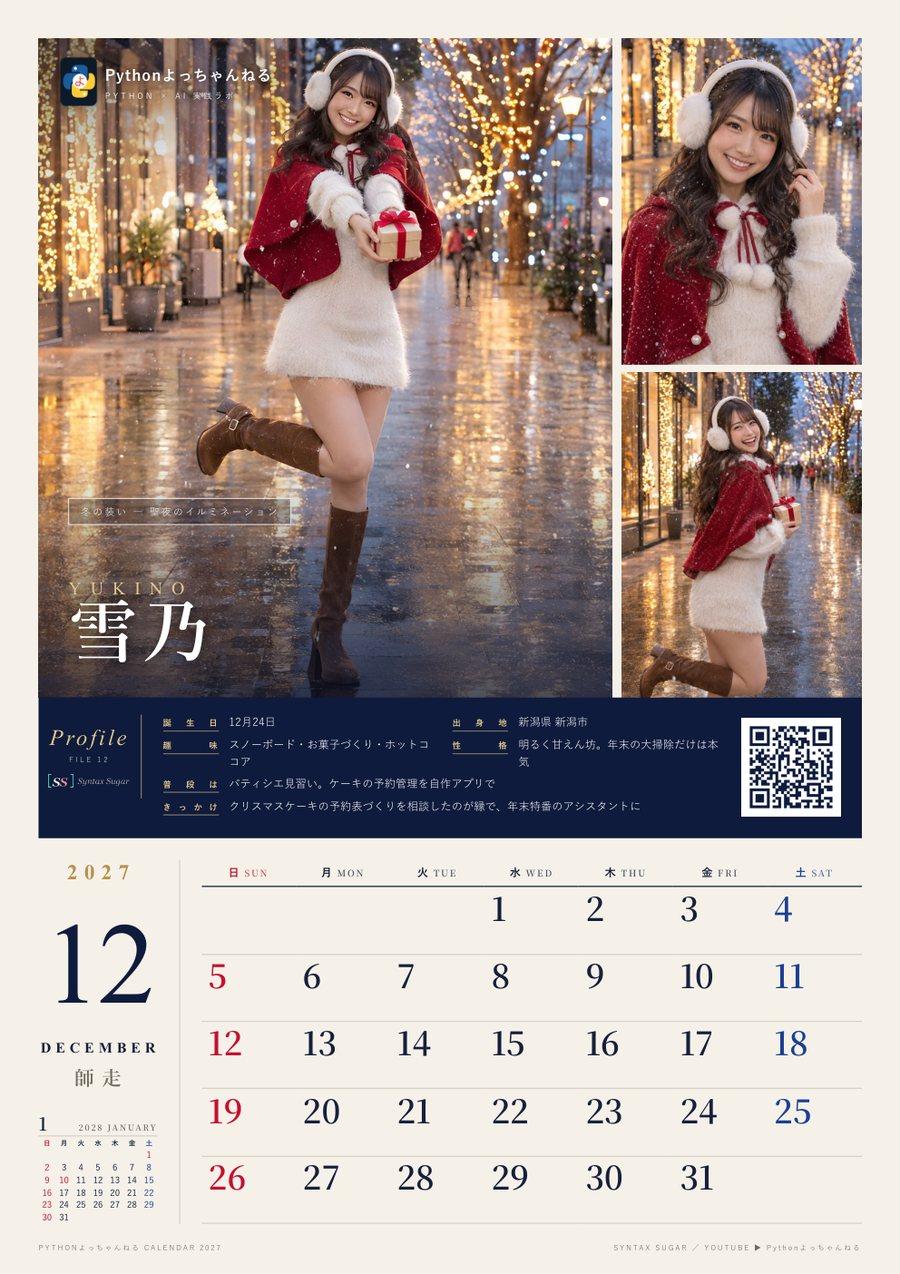 Pythonよっちゃんねる
PYTHON × AI 実践ラボ
冬の装い — 聖夜のイルミネーション
YUKINO
雪乃
Profile
FILE 12
[SS] Syntax Sugar
誕生日 12月24日
出身地 新潟県 新潟市
趣味 スノーボード・お菓子づくり・ホットコ
コア
性格 明るく甘えん坊。年末の大掃除だけは本
気
普段は パティシエ見習い。ケーキの予約管理を自作アプリで
きっかけ クリスマスケーキの予約表づくりを相談したのが縁で、年末特番のアシスタントに
2027
12
DECEMBER
師走
日 SUN 月 MON 火 TUE 水 WED 木 THU 金 FRI 土 SAT
1 2 3 4
5 6 7 8 9 10 11
12 13 14 15 16 17 18
19 20 21 22 23 24 25
26 27 28 29 30 31
1 2028 JANUARY
日 月 火 水 木 金 土
1
2 3 4 5 6 7 8
9 10 11 12 13 14 15
16 17 18 19 20 21 22
23 24 25 26 27 28 29
30 31
PYTHONよっちゃんねる CALENDAR 2027
SYNTAX SUGAR ／ YOUTUBE ▶ Pythonよっちゃんねる